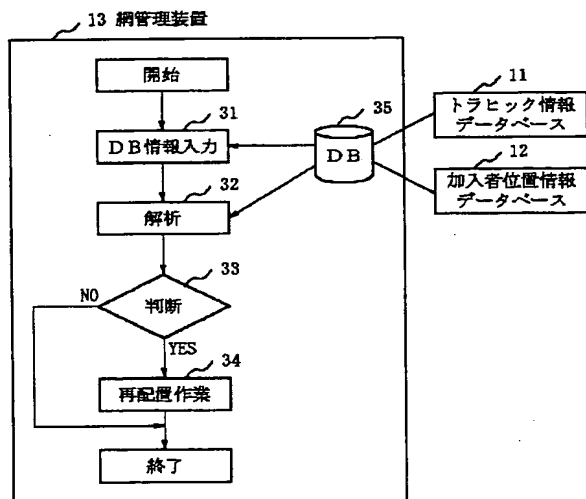 13 網管理装置
開始
31
DB情報入力
32
解析
33
判断
NO
YES
34
再配置作業
終了
35
DB
11
トラヒック情報
データベース
12
加入者位置情報
データベース